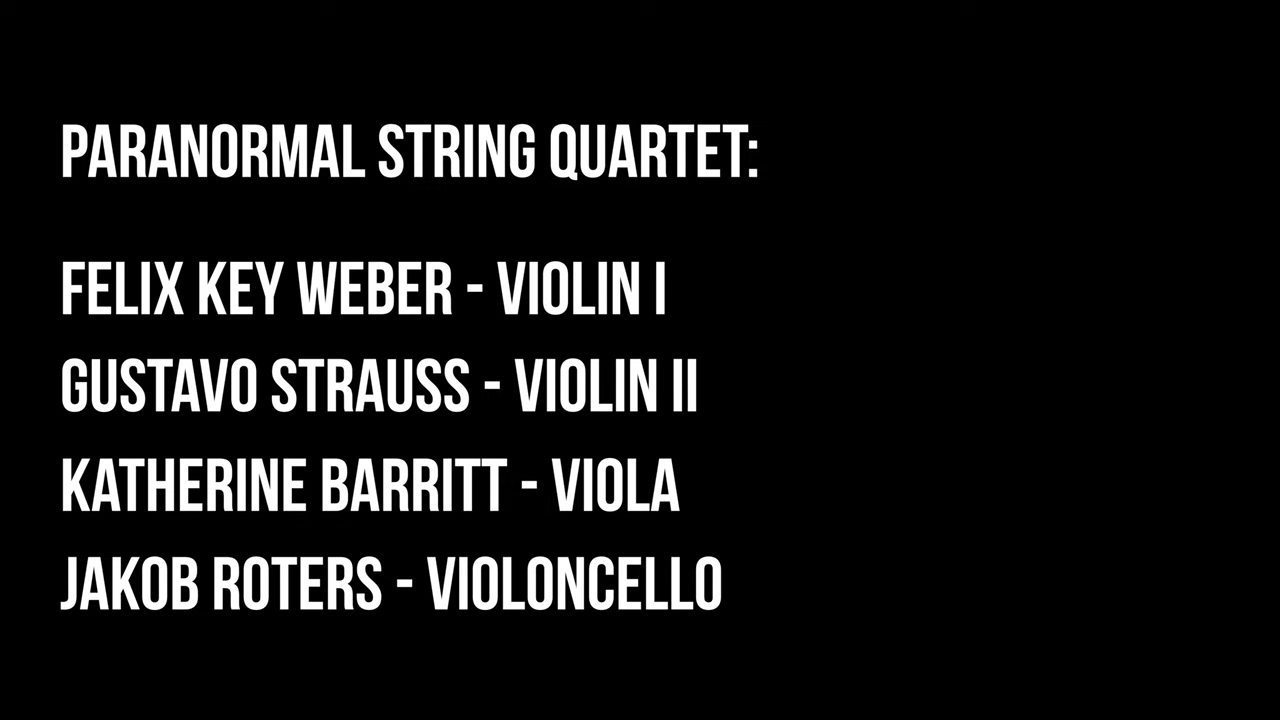 PARANORMAL STRING QUARTET:
FELIX KEY WEBER - VIOLIN I
GUSTAVO STRAUSS - VIOLIN II
KATHERINE BARRITT - VIOLA
JAKOB ROTERS - VIOLONCELLO